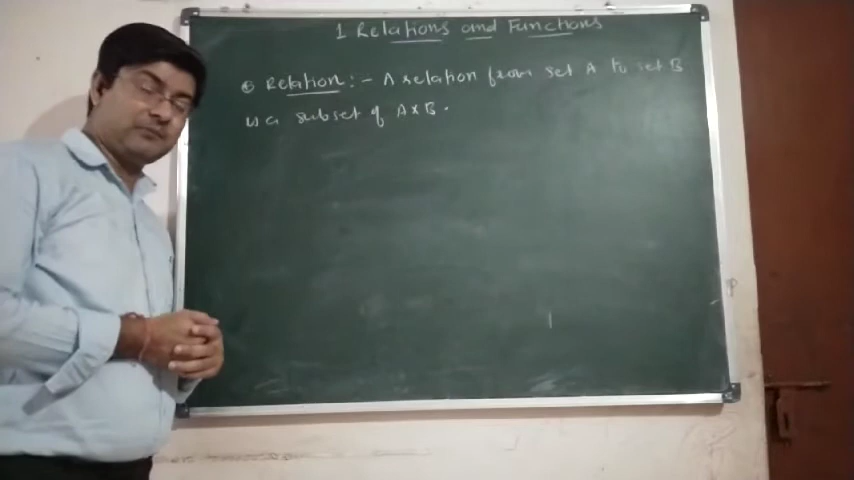 1 Relations and Functions
Relation :- A relation from set A to set B
is a subset of A×B.